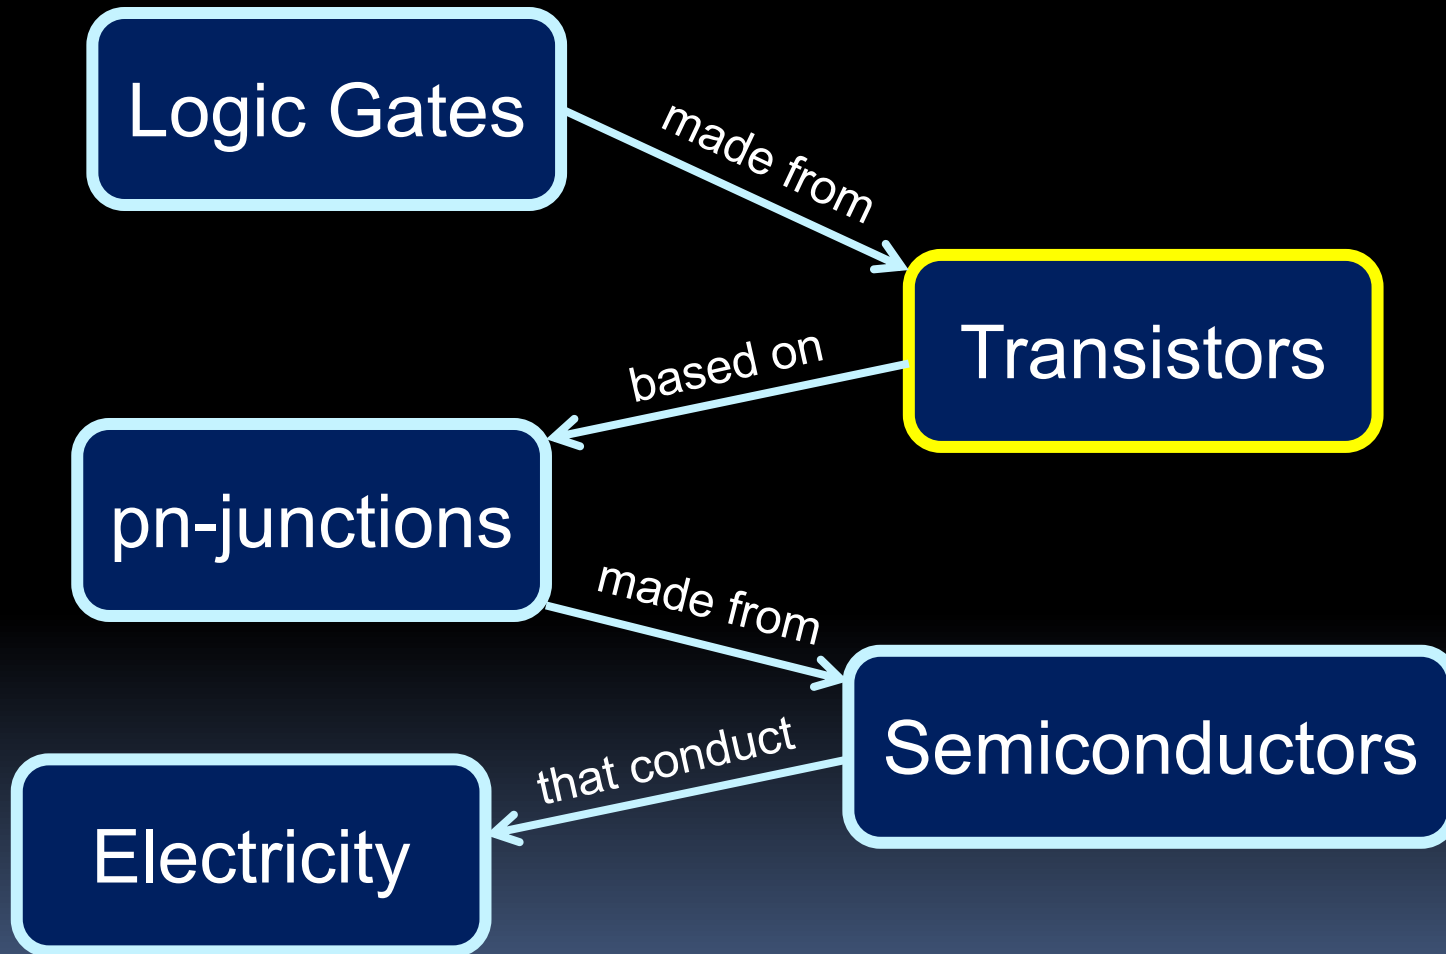 Logic Gates
made from
Transistors
based on
pn-junctions
made from
Semiconductors
that conduct
Electricity